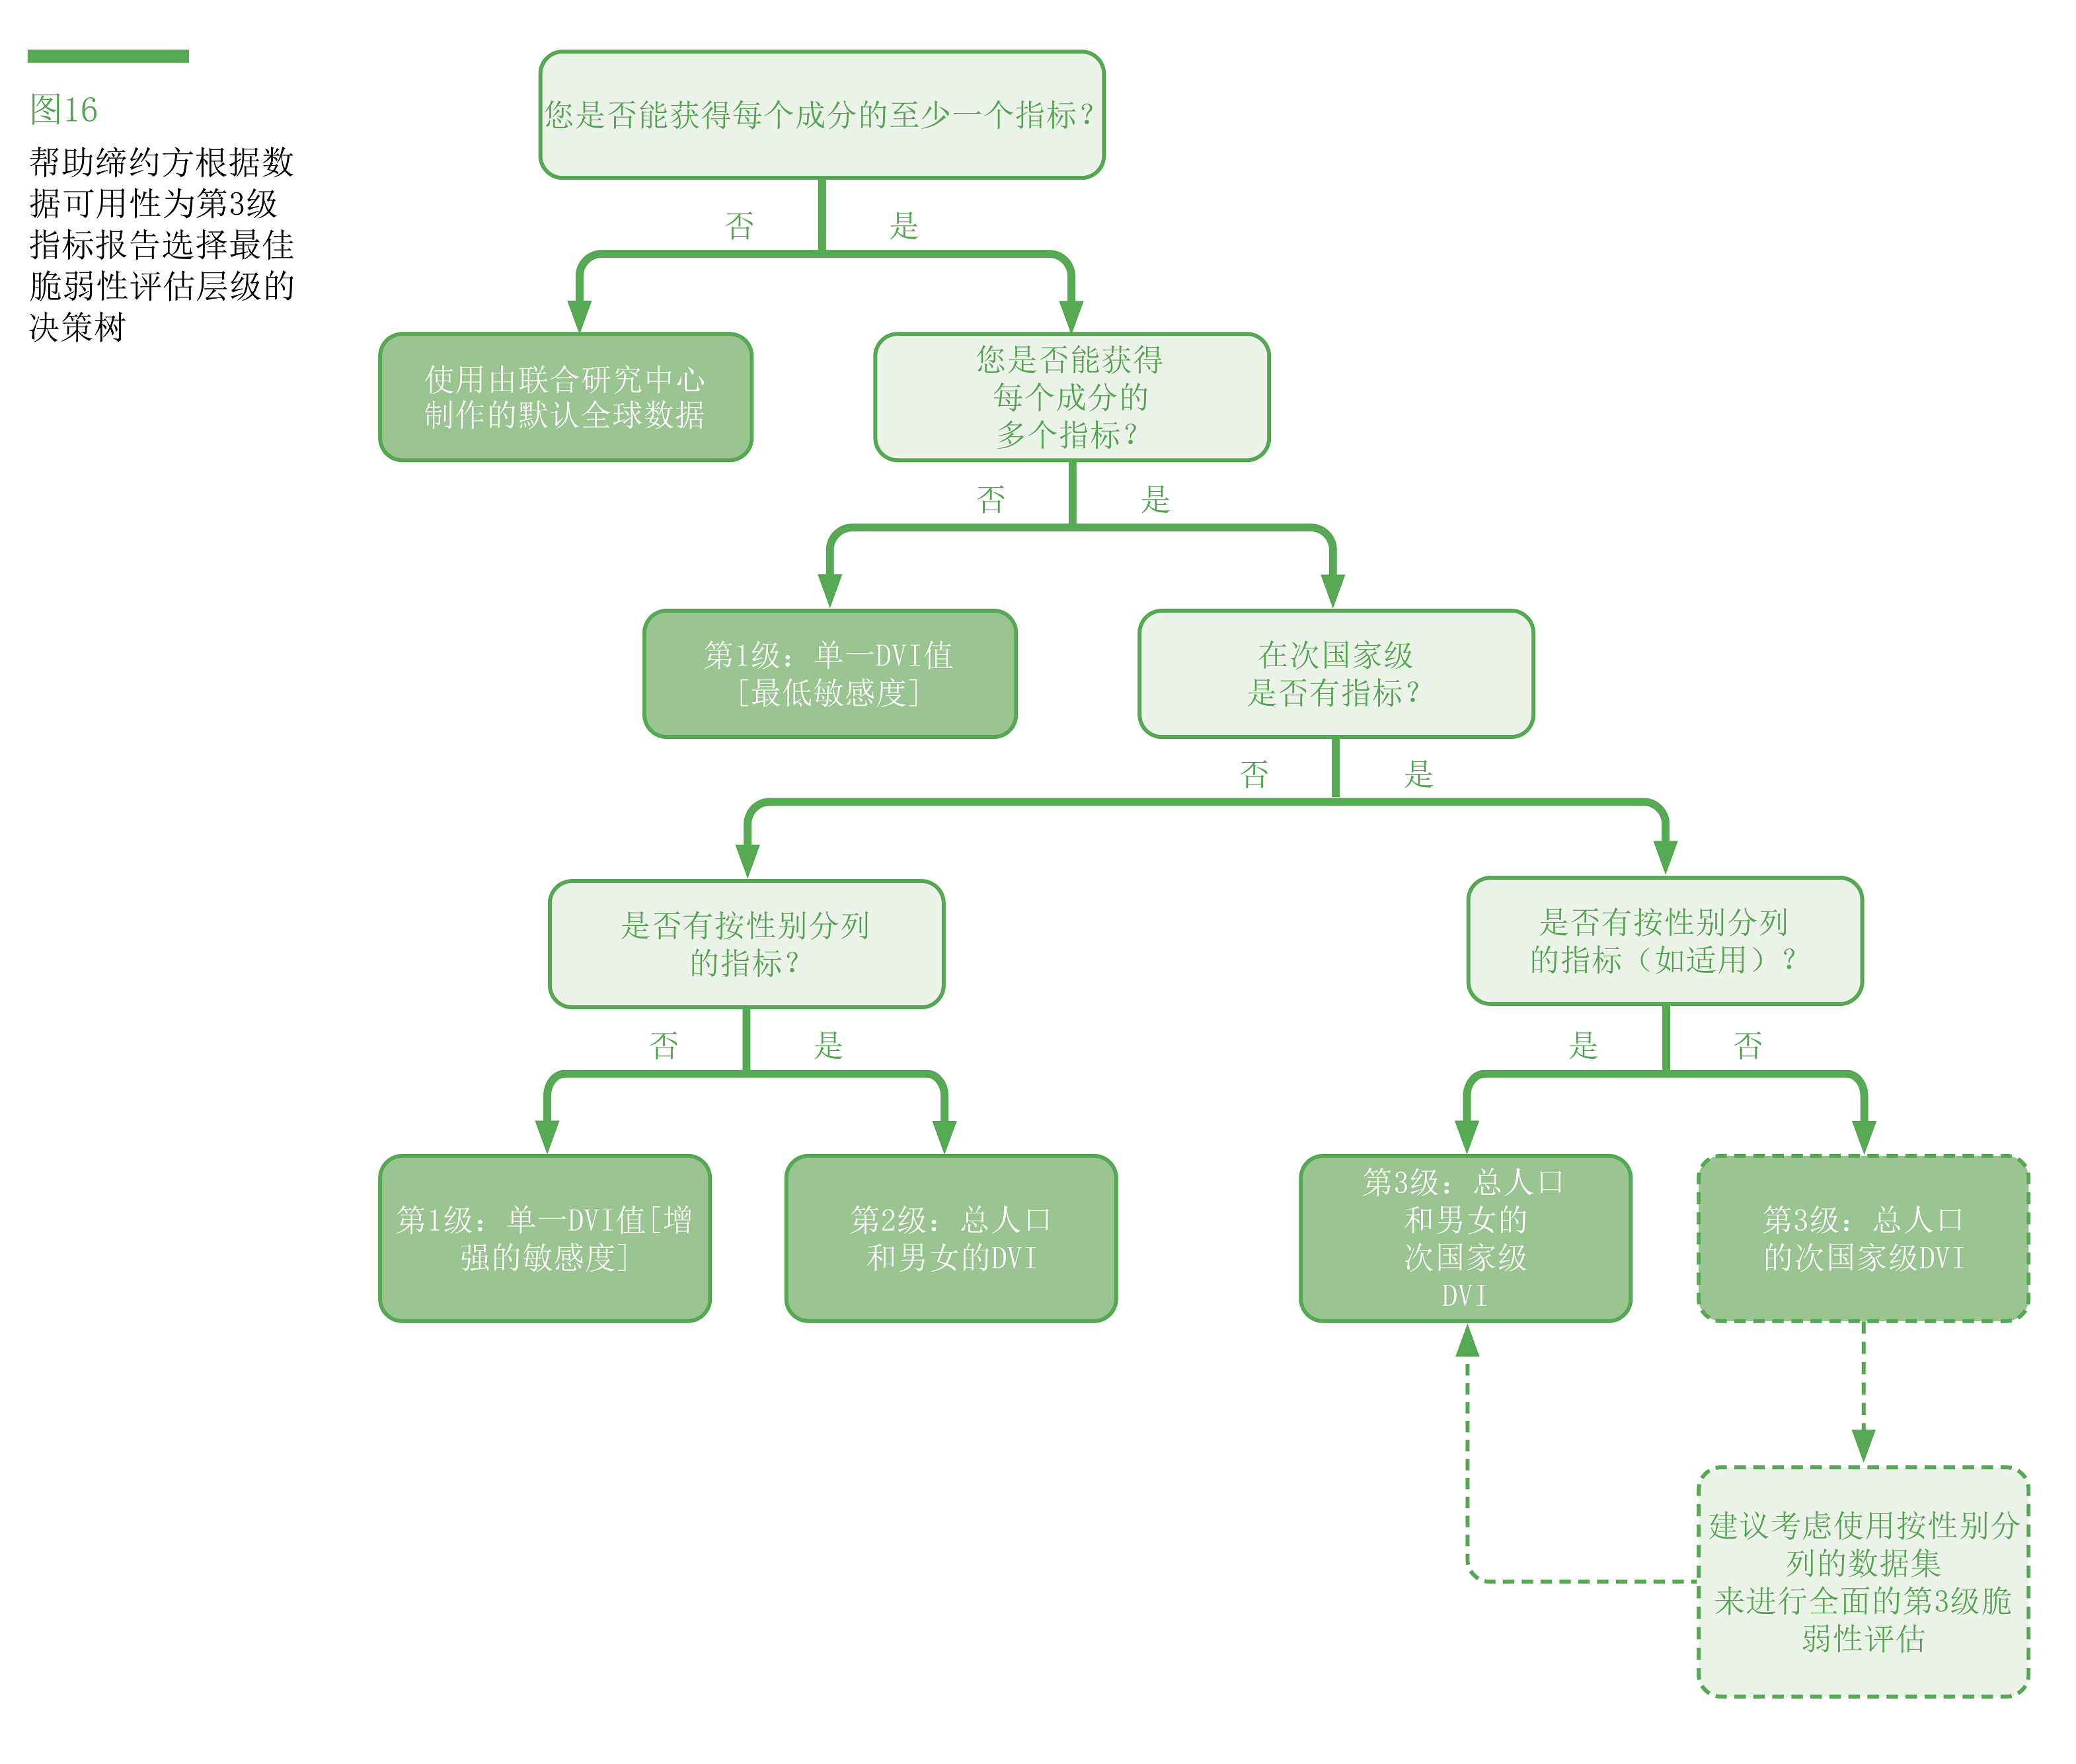 图16
帮助缔约方根据数
据可用性为第3级
指标报告选择最佳
脆弱性评估层级的
决策树
您是否能获得每个成分的至少一个指标？
否
是
使用由联合研究中心
制作的默认全球数据
您是否能获得
每个成分的
多个指标？
否
是
第1级：单一DVI值
[最低敏感度]
在次国家级
是否有指标？
否
是
是否有按性别分列
的指标？
是否有按性别分列
的指标（如适用）？
否
是
是
否
第1级：单一DVI值[增
强的敏感度]
第2级：总人口
和男女的DVI
第3级：总人口
和男女的
次国家级
DVI
第3级：总人口
的次国家级DVI
建议考虑使用按性别分
列的数据集
来进行全面的第3级脆
弱性评估